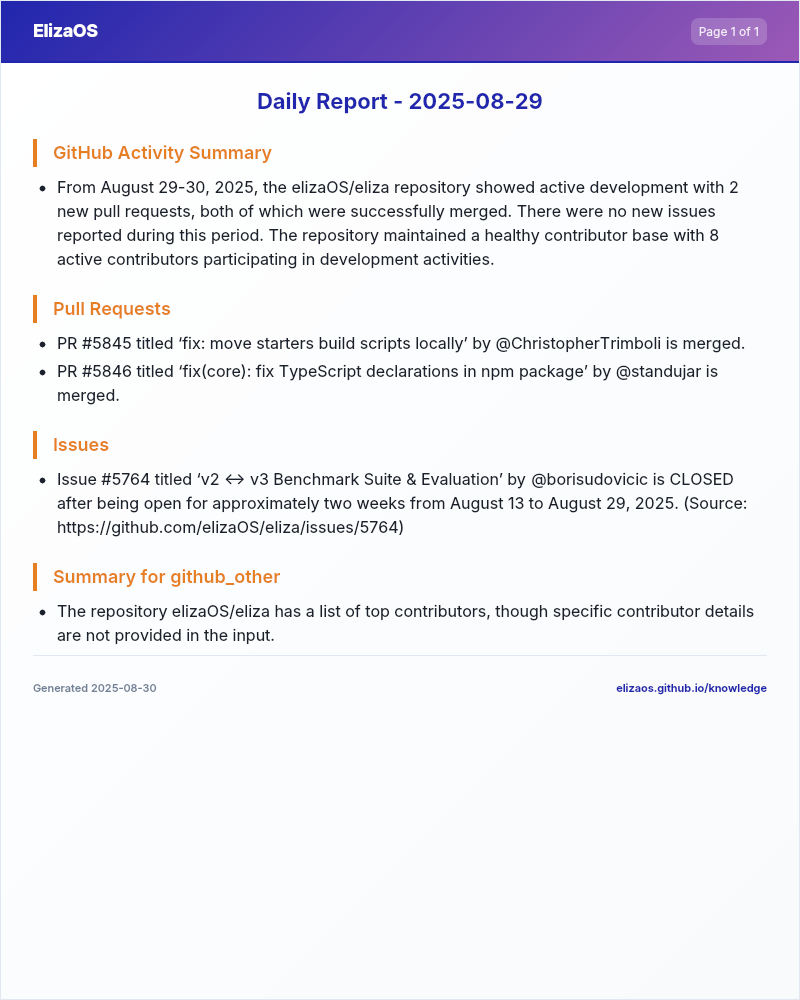 ElizaOS
Page 1 of 1
Daily Report - 2025-08-29
GitHub Activity Summary
• From August 29-30, 2025, the elizaOS/eliza repository showed active development with 2
new pull requests, both of which were successfully merged. There were no new issues
reported during this period. The repository maintained a healthy contributor base with 8
active contributors participating in development activities.
Pull Requests
• PR #5845 titled ‘fix: move starters build scripts locally’ by @ChristopherTrimboli is merged.
• PR #5846 titled ‘fix(core): fix TypeScript declarations in npm package’ by @standujar is
merged.
Issues
• Issue #5764 titled ‘v2 <-> v3 Benchmark Suite & Evaluation’ by @borisudovicic is CLOSED
after being open for approximately two weeks from August 13 to August 29, 2025. (Source:
https://github.com/elizaOS/eliza/issues/5764)
Summary for github_other
• The repository elizaOS/eliza has a list of top contributors, though specific contributor details
are not provided in the input.
Generated 2025-08-30
elizaos.github.io/knowledge